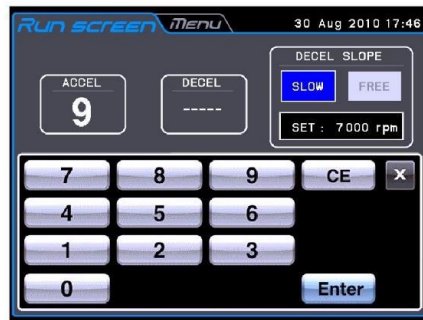 Run screen Menu 30 Aug 2010 17:46
DECEL SLOPE
ACCEL DECEL SLOW FREE
9 -----
SET : 7000 rpm
7 8 9 CE X
4 5 6
1 2 3
0 Enter